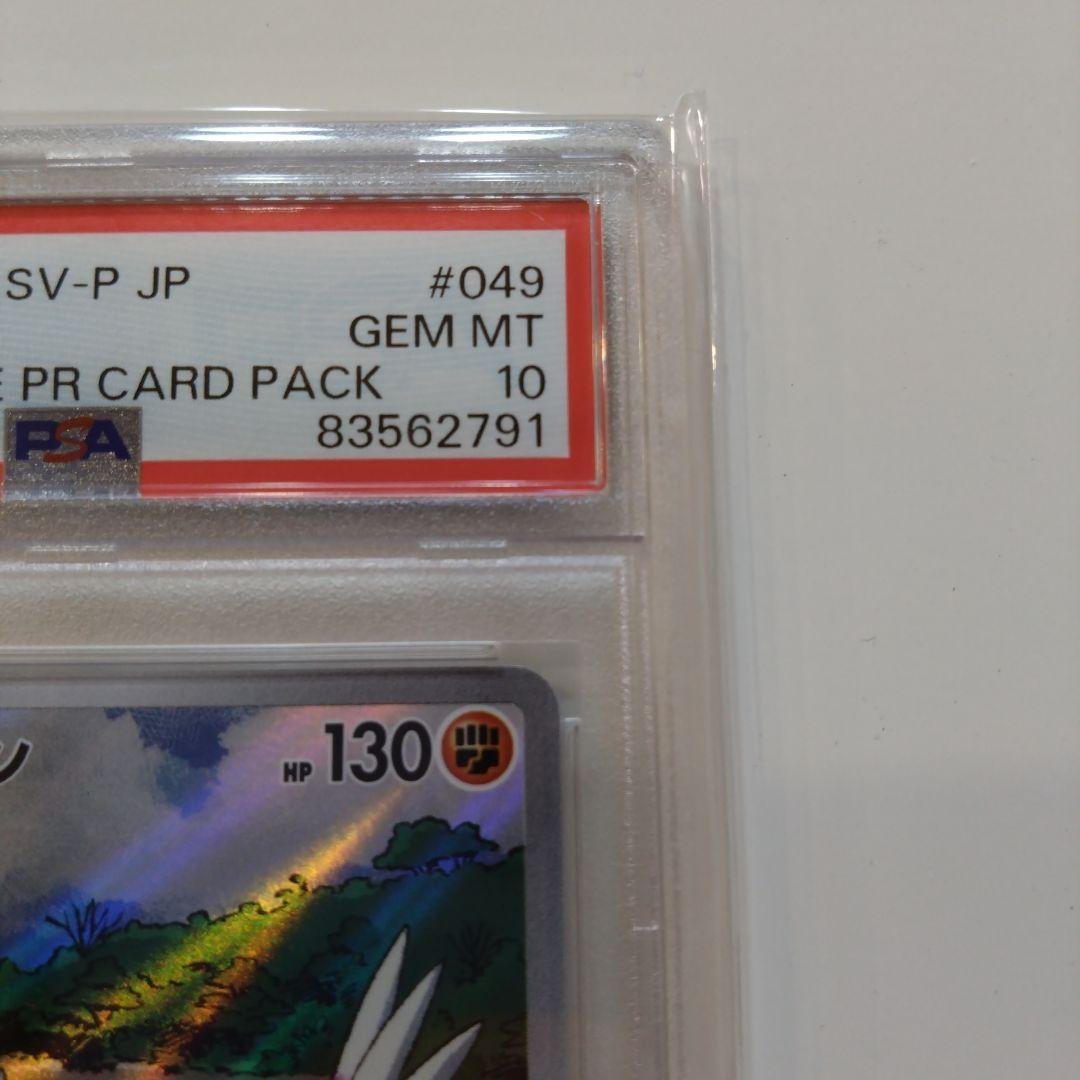 SV-P JP #049
GEM MT
E PR CARD PACK 10
PSA 83562791
ン HP 130